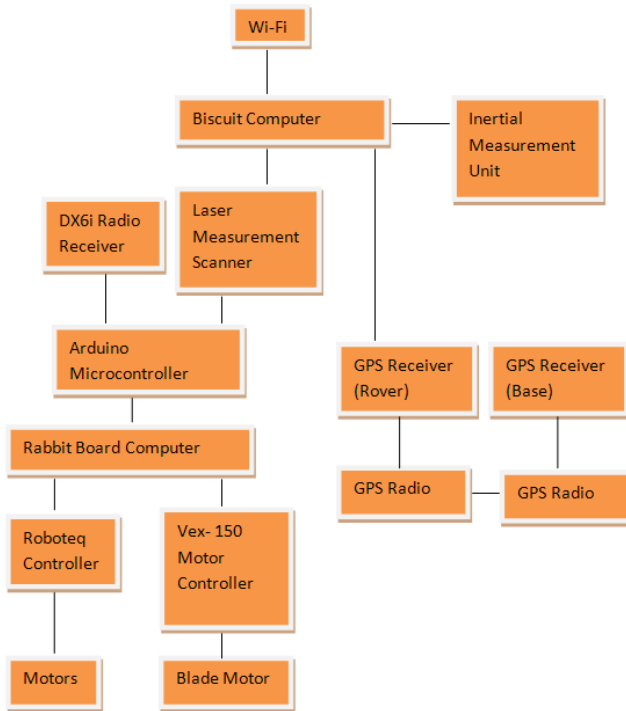 Wi-Fi
Biscuit Computer
Inertial
Measurement
Unit
DX6i Radio
Receiver
Laser
Measurement
Scanner
Arduino
Microcontroller
GPS Receiver
(Rover)
GPS Receiver
(Base)
Rabbit Board Computer
GPS Radio
GPS Radio
Roboteq
Controller
Vex- 150
Motor
Controller
Motors
Blade Motor